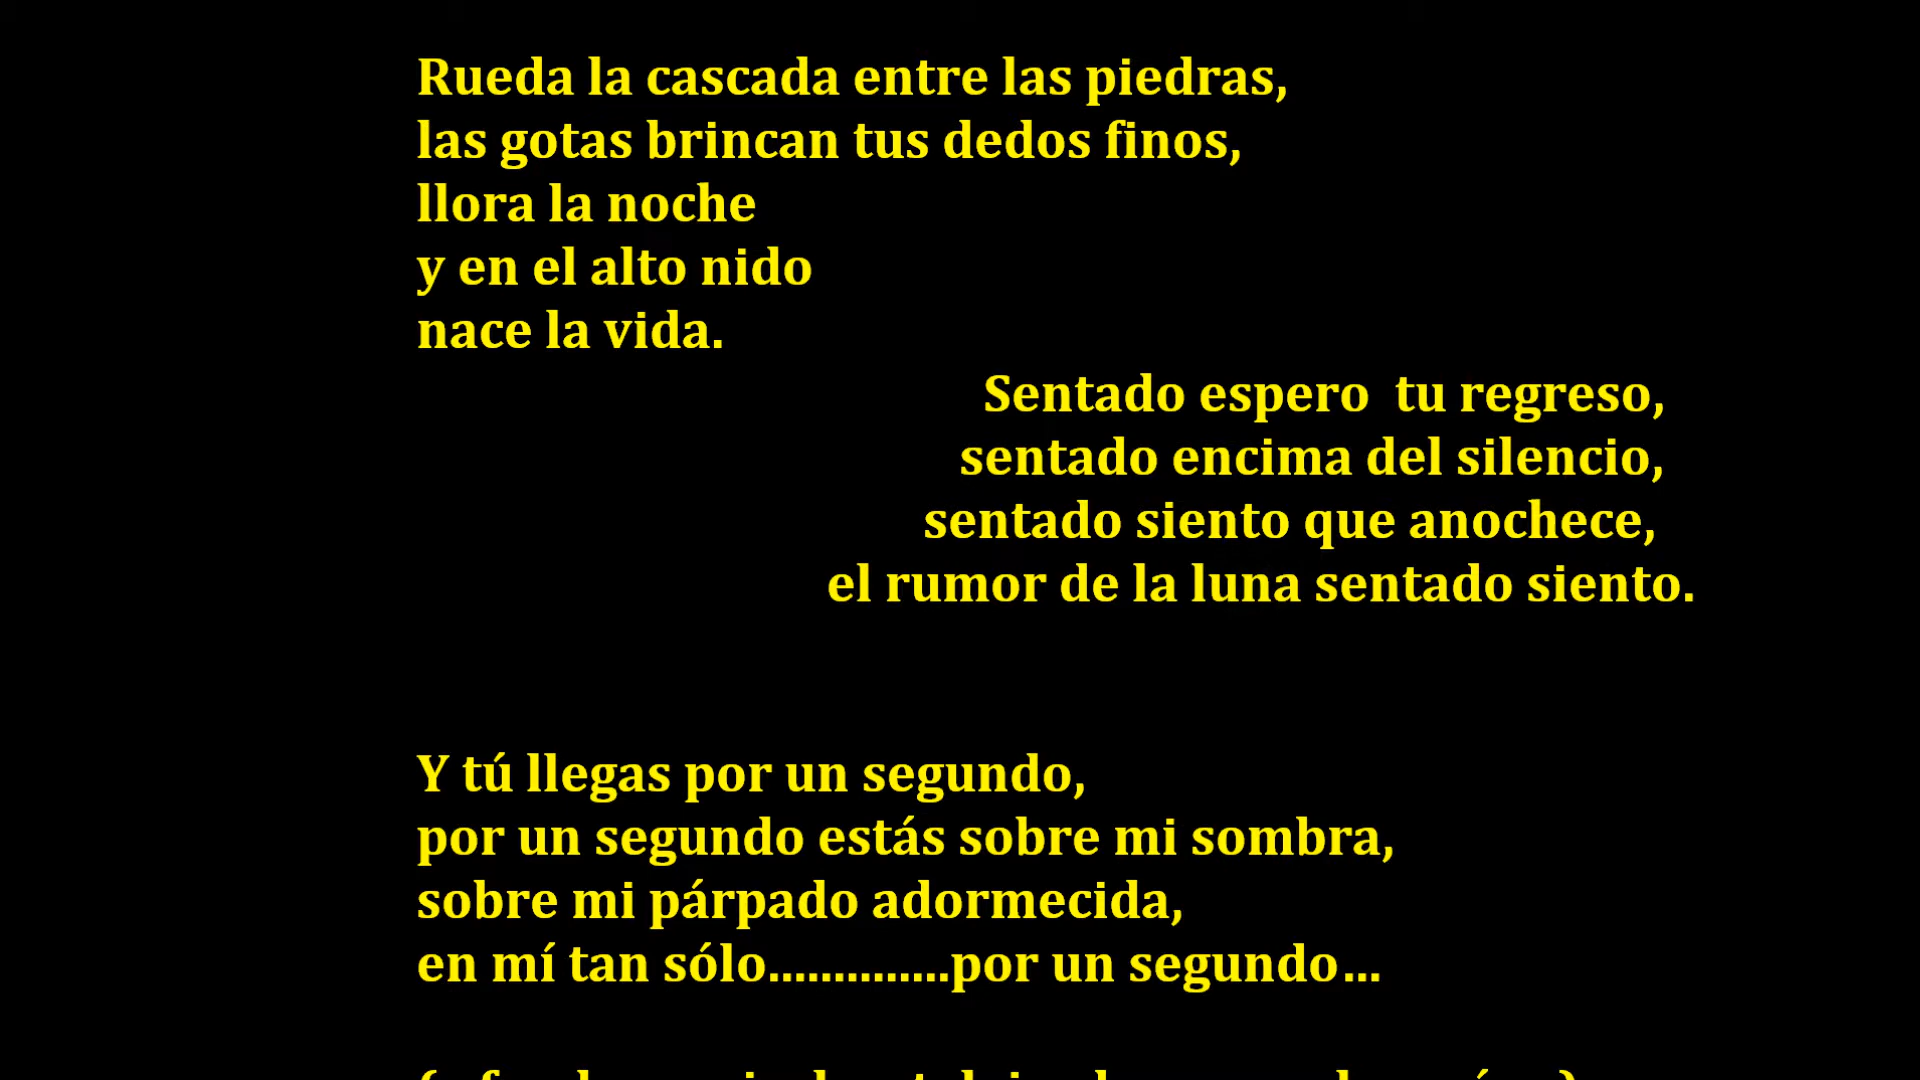 Rueda la cascada entre las piedras,
las gotas brincan tus dedos finos,
llora la noche
y en el alto nido
nace la vida.
Sentado espero  tu regreso,
sentado encima del silencio,
sentado siento que anochece,
el rumor de la luna sentado siento.
Y tú llegas por un segundo,
por un segundo estás sobre mi sombra,
sobre mi párpado adormecida,
en mí tan sólo..............por un segundo...